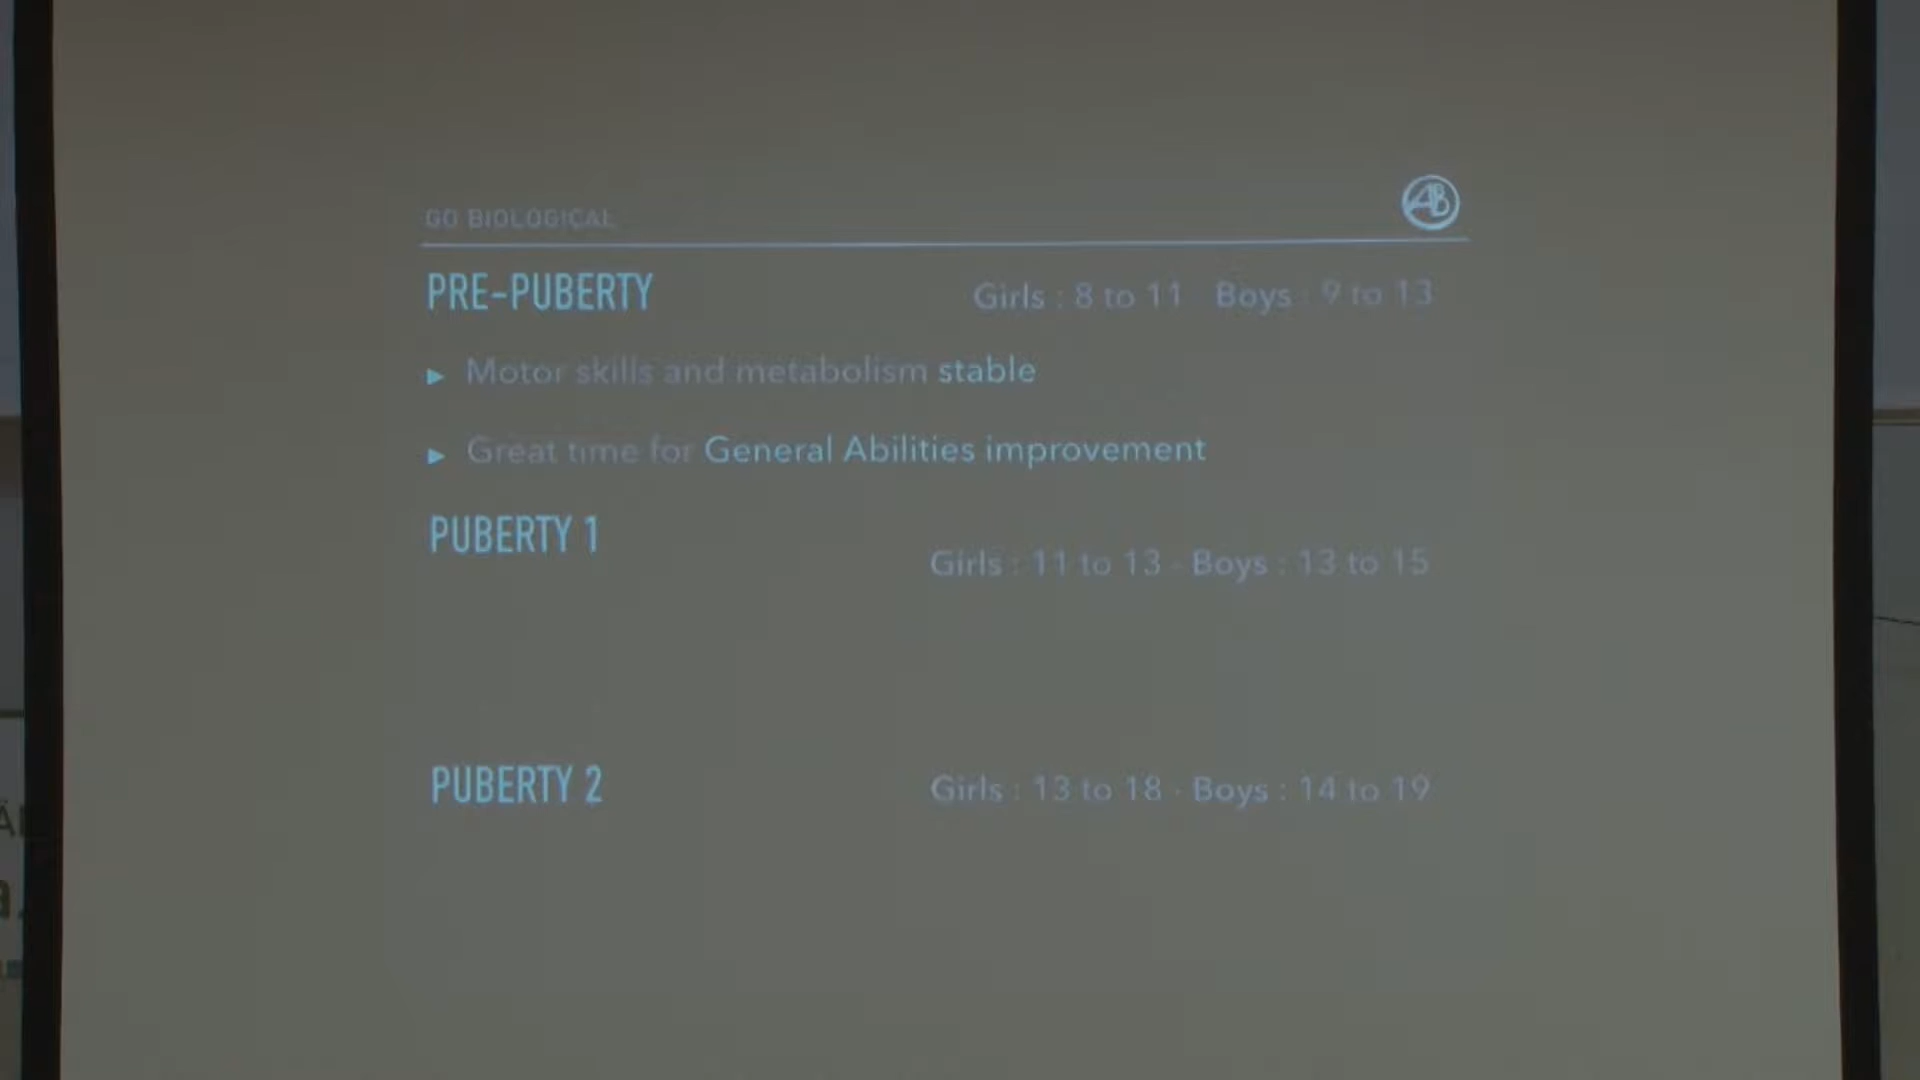 GO BIOLOGICAL
PRE-PUBERTY
Girls : 8 to 11 Boys : 9 to 13
▸ Motor skills and metabolism stable
▸ Great time for General Abilities improvement
PUBERTY 1
Girls : 11 to 13 - Boys : 13 to 15
PUBERTY 2
Girls : 13 to 18 - Boys : 14 to 19